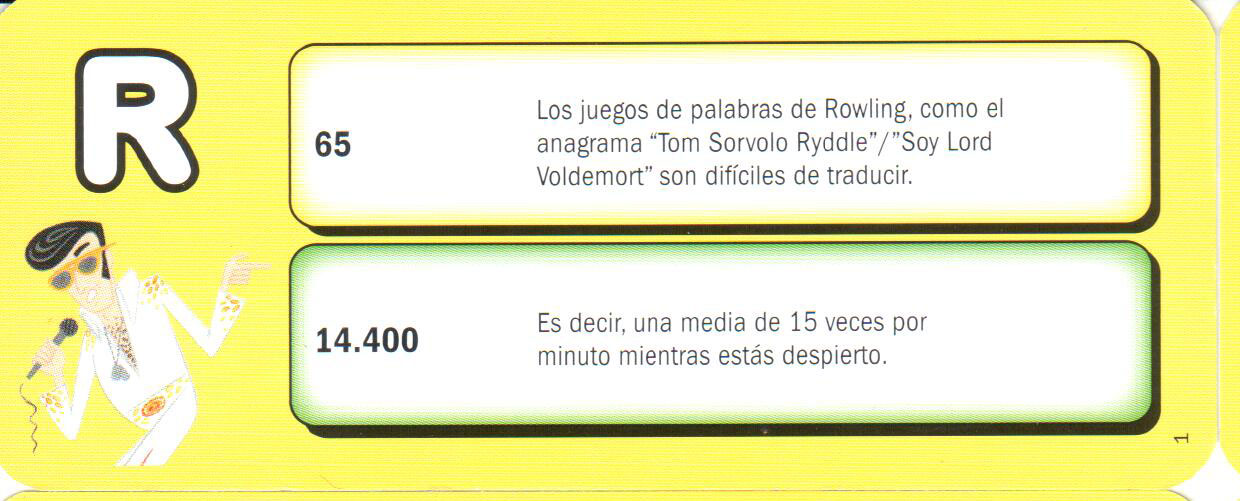 R
65
Los juegos de palabras de Rowling, como el
anagrama “Tom Sorvolo Ryddle”/”Soy Lord
Voldemort” son difíciles de traducir.
14.400
Es decir, una media de 15 veces por
minuto mientras estás despierto.
1